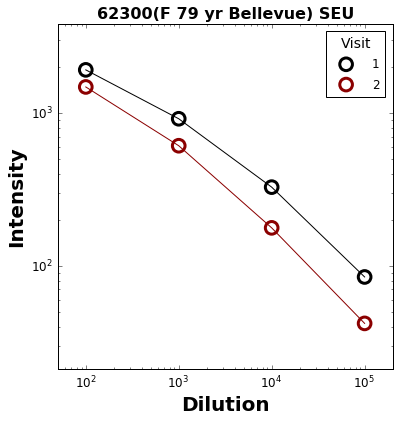 62300(F 79 yr Bellevue) SEU
Visit
1
2
Intensity
10³
10²
10² 10³ 10⁴ 10⁵
Dilution